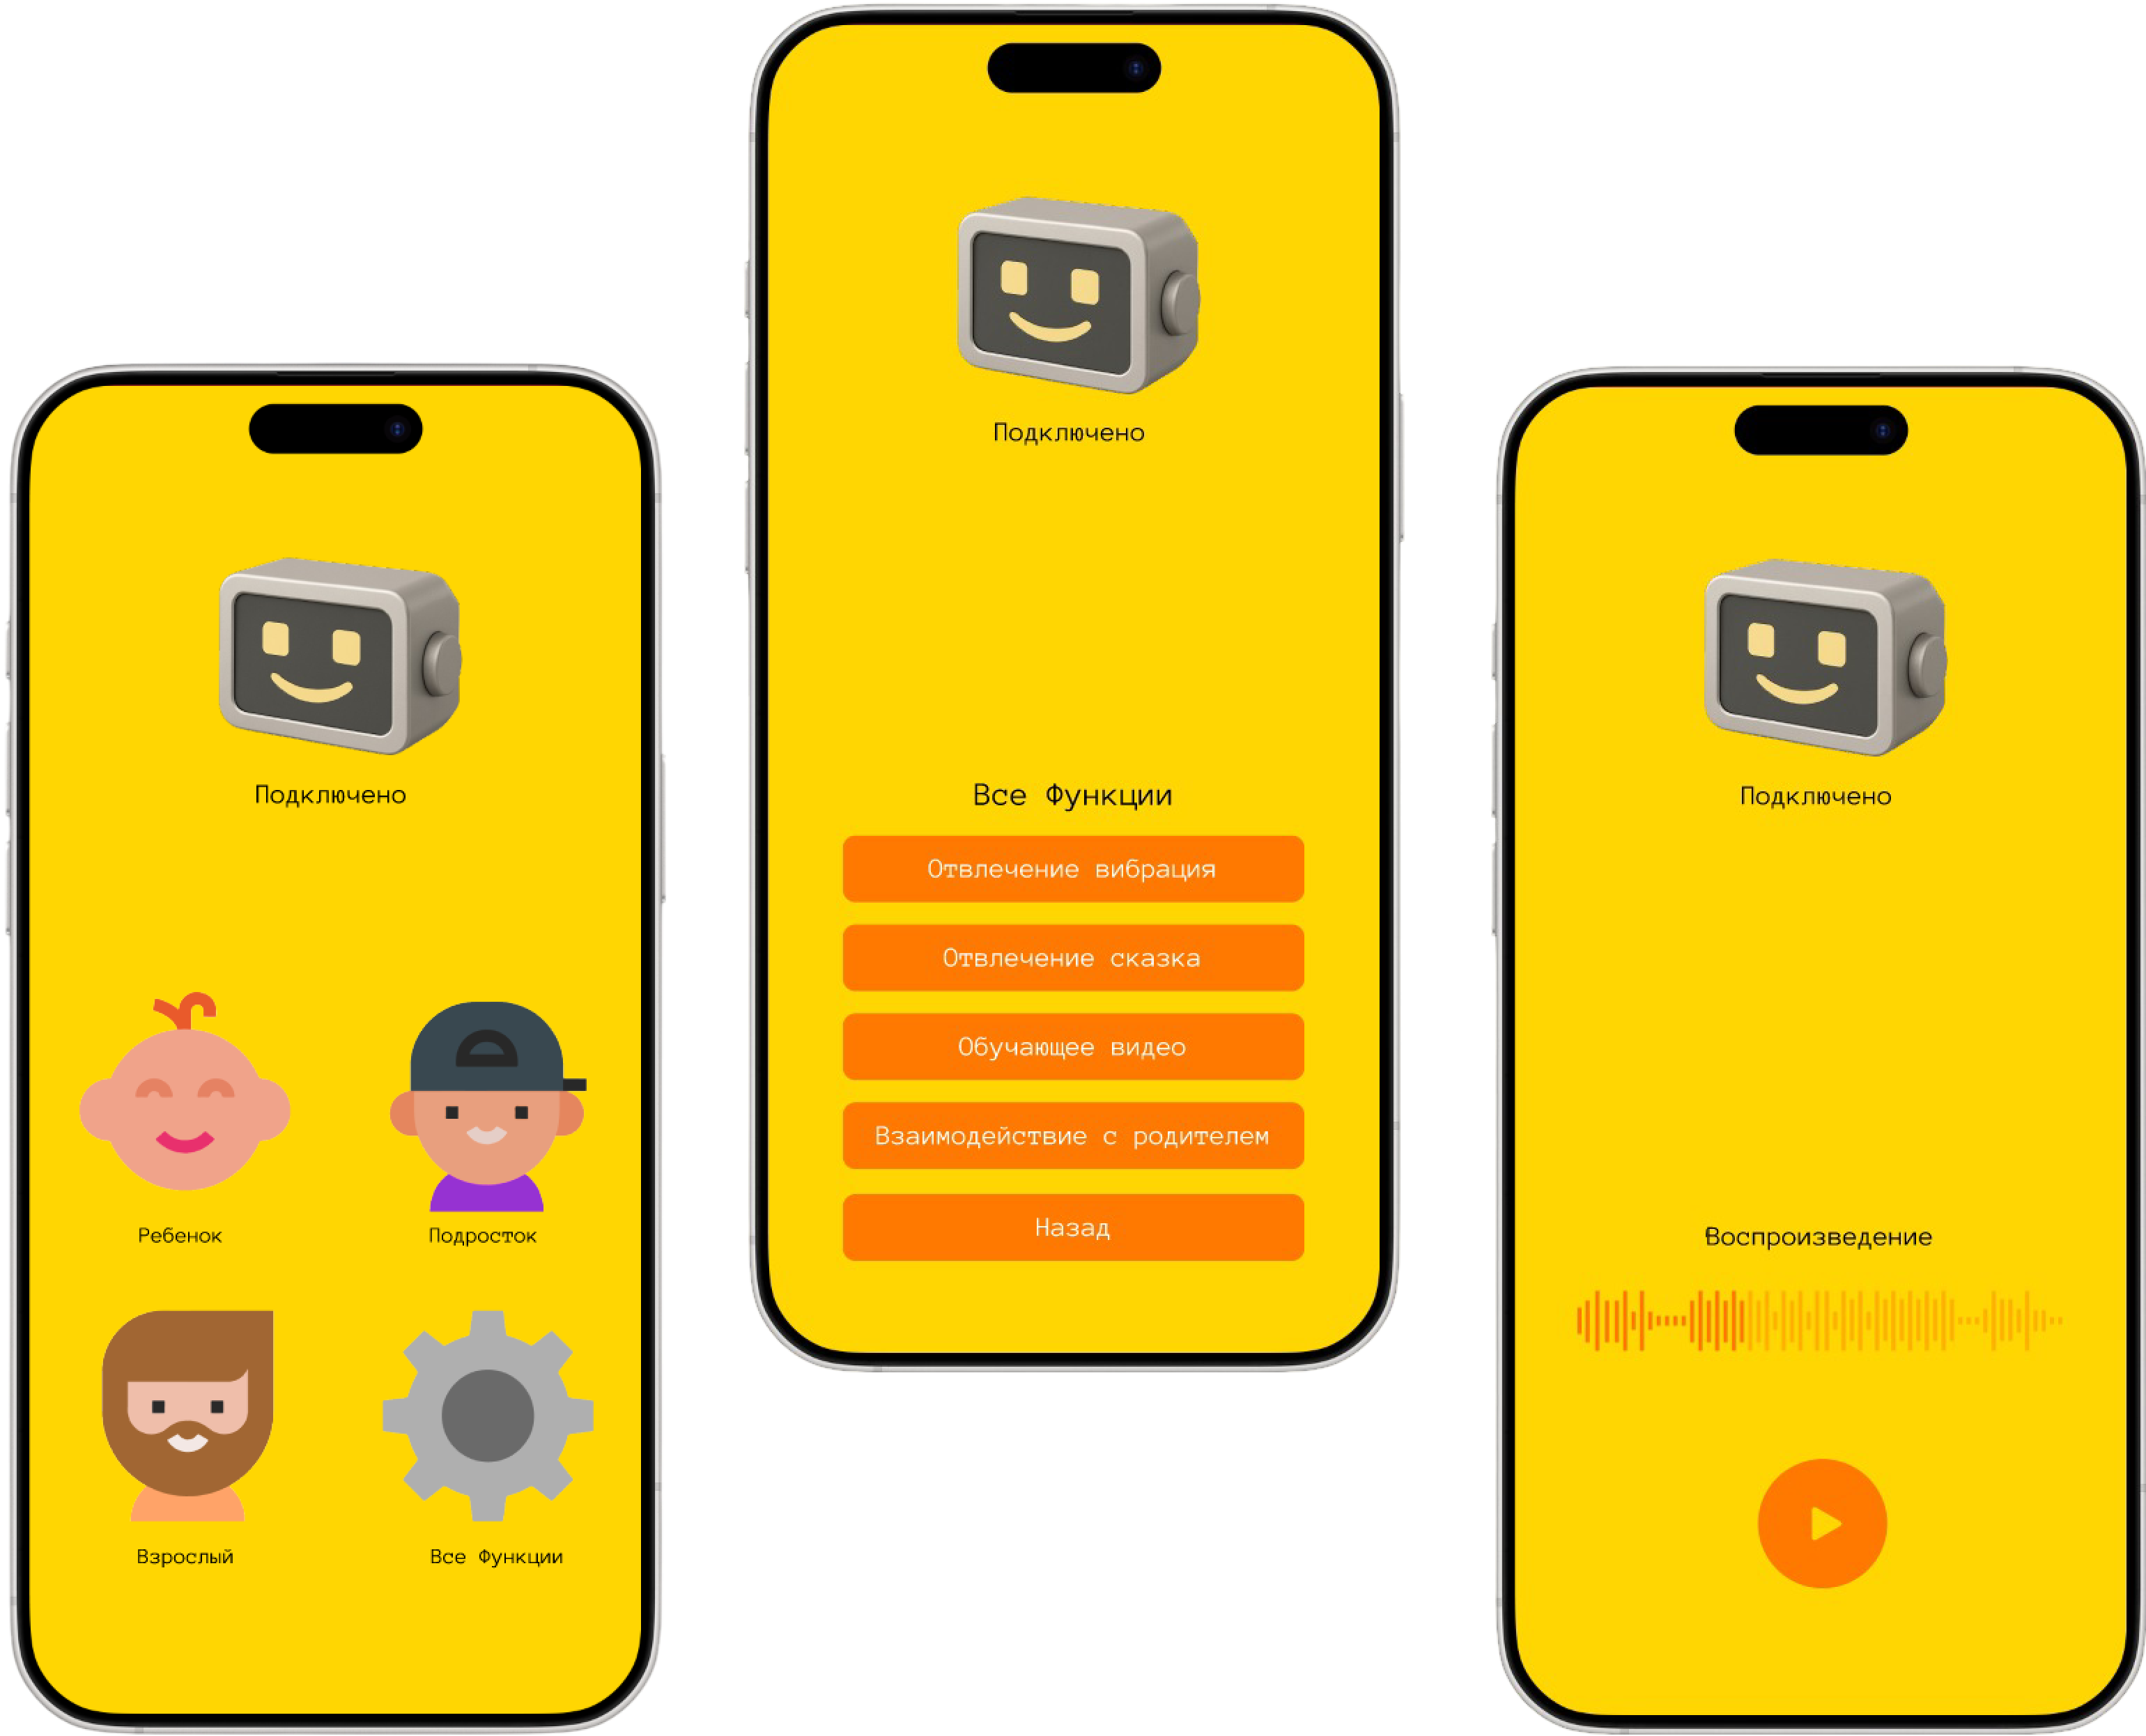 Подключено
Ребенок
Подросток
Взрослый
Все Функции
Подключено
Все Функции
Отвлечение вибрация
Отвлечение сказка
Обучающее видео
Взаимодействие с родителем
Назад
Подключено
Воспроизведение